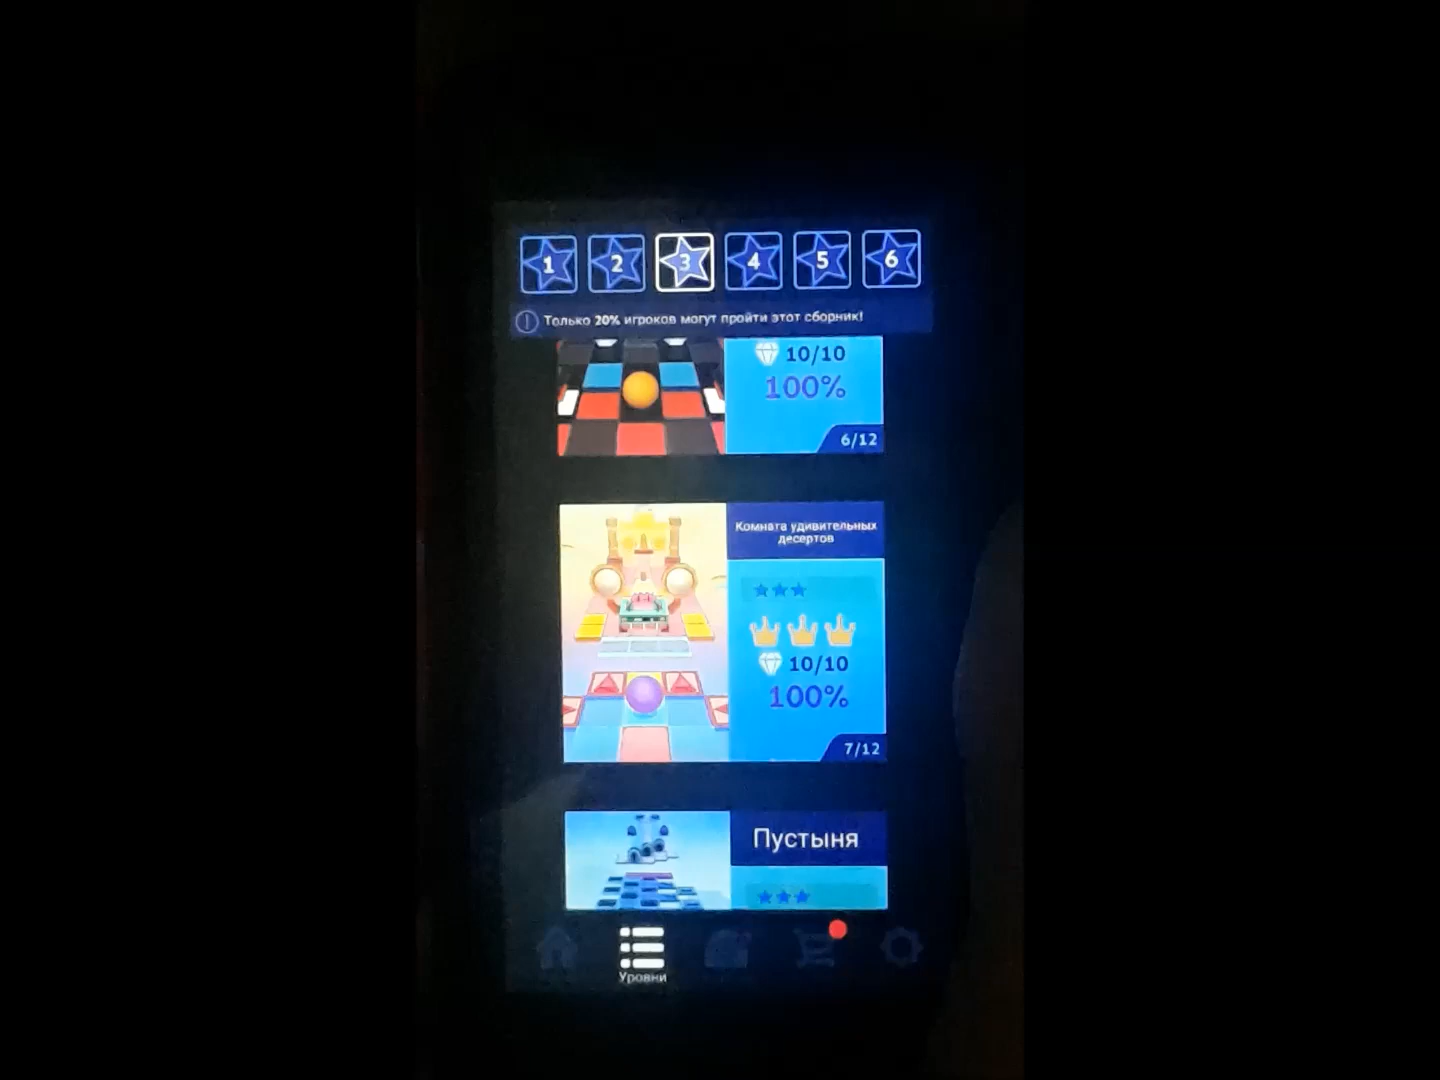 1 2 3 4 5 6
Только 20% игроков могут пройти этот сборник!
10/10
100%
6/12
Комната удивительных
десертов
10/10
100%
7/12
Пустыня
Уровни